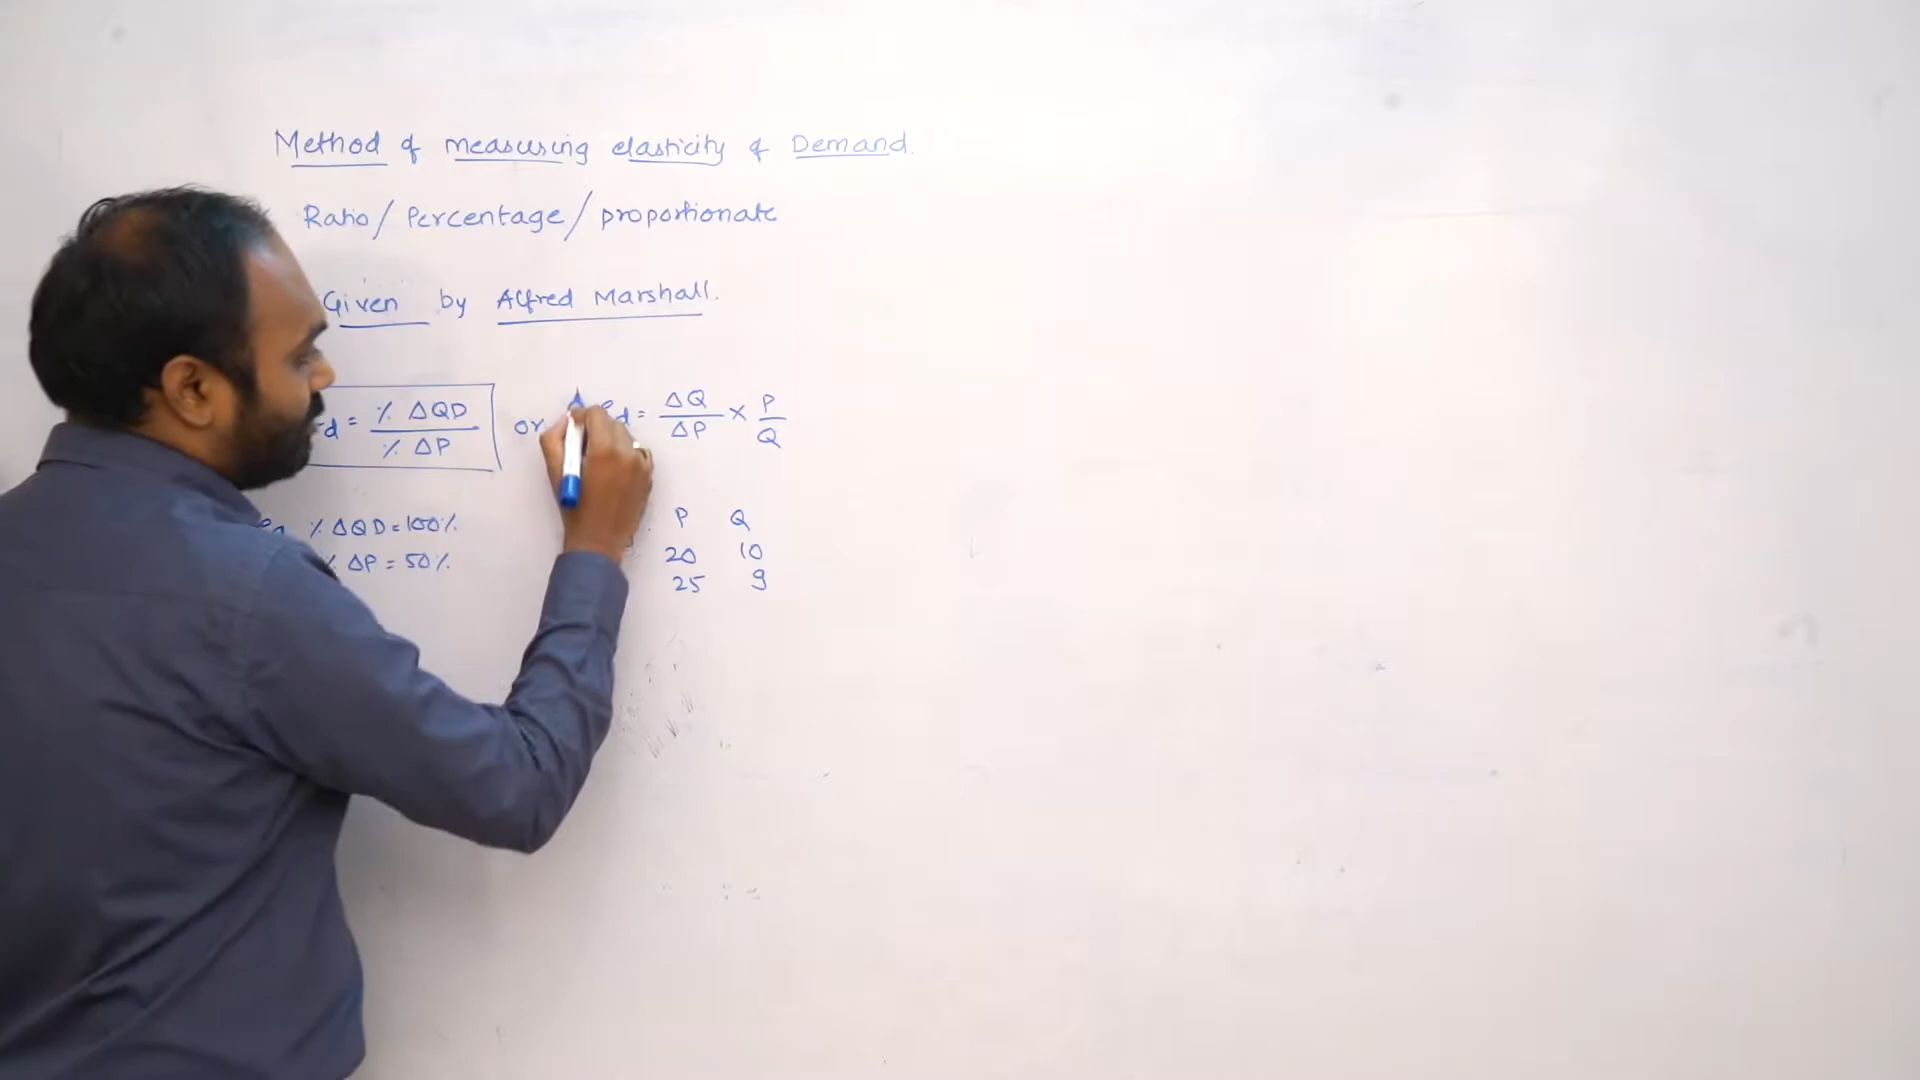 Method of measuring elasticity of Demand.
Ratio/Percentage/proportionate
Given by Alfred Marshall.
d = % ΔQD / % ΔP or ed = ΔQ / ΔP × P / Q
% ΔQD = 100%
% ΔP = 50%
P Q
20 10
25 9